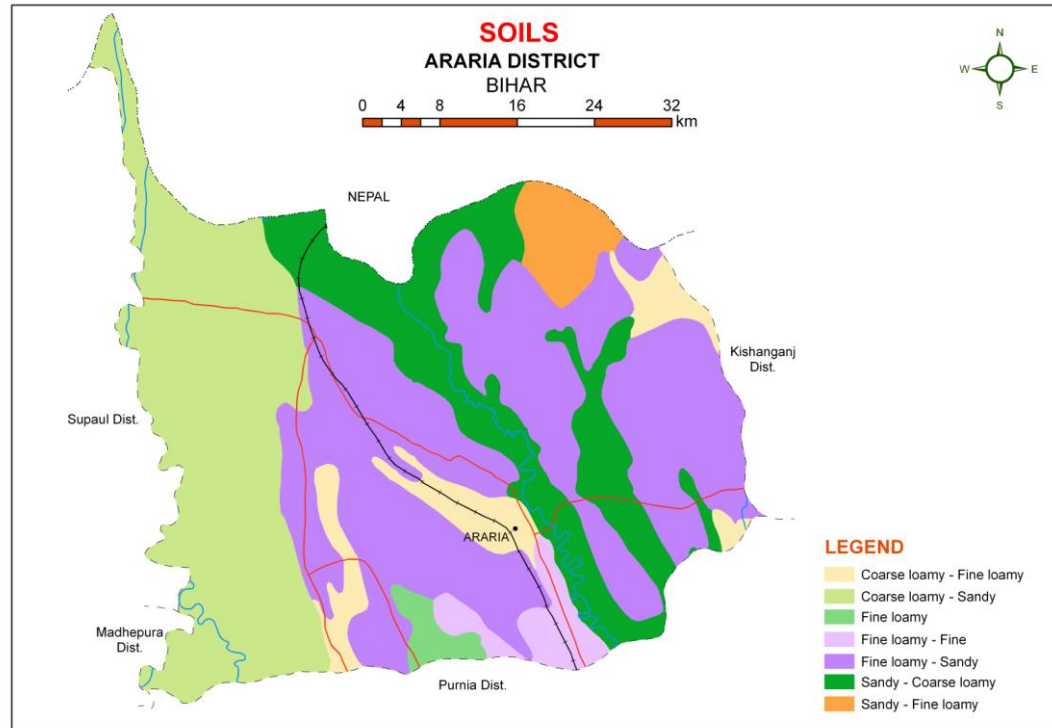 SOILS
ARARIA DISTRICT
BIHAR
0 4 8 16 24 32
km
N
W E
S
NEPAL
Kishanganj
Dist.
Supaul Dist.
ARARIA
Madhepura
Dist.
Purnia Dist.
LEGEND
Coarse loamy - Fine loamy
Coarse loamy - Sandy
Fine loamy
Fine loamy - Fine
Fine loamy - Sandy
Sandy - Coarse loamy
Sandy - Fine loamy